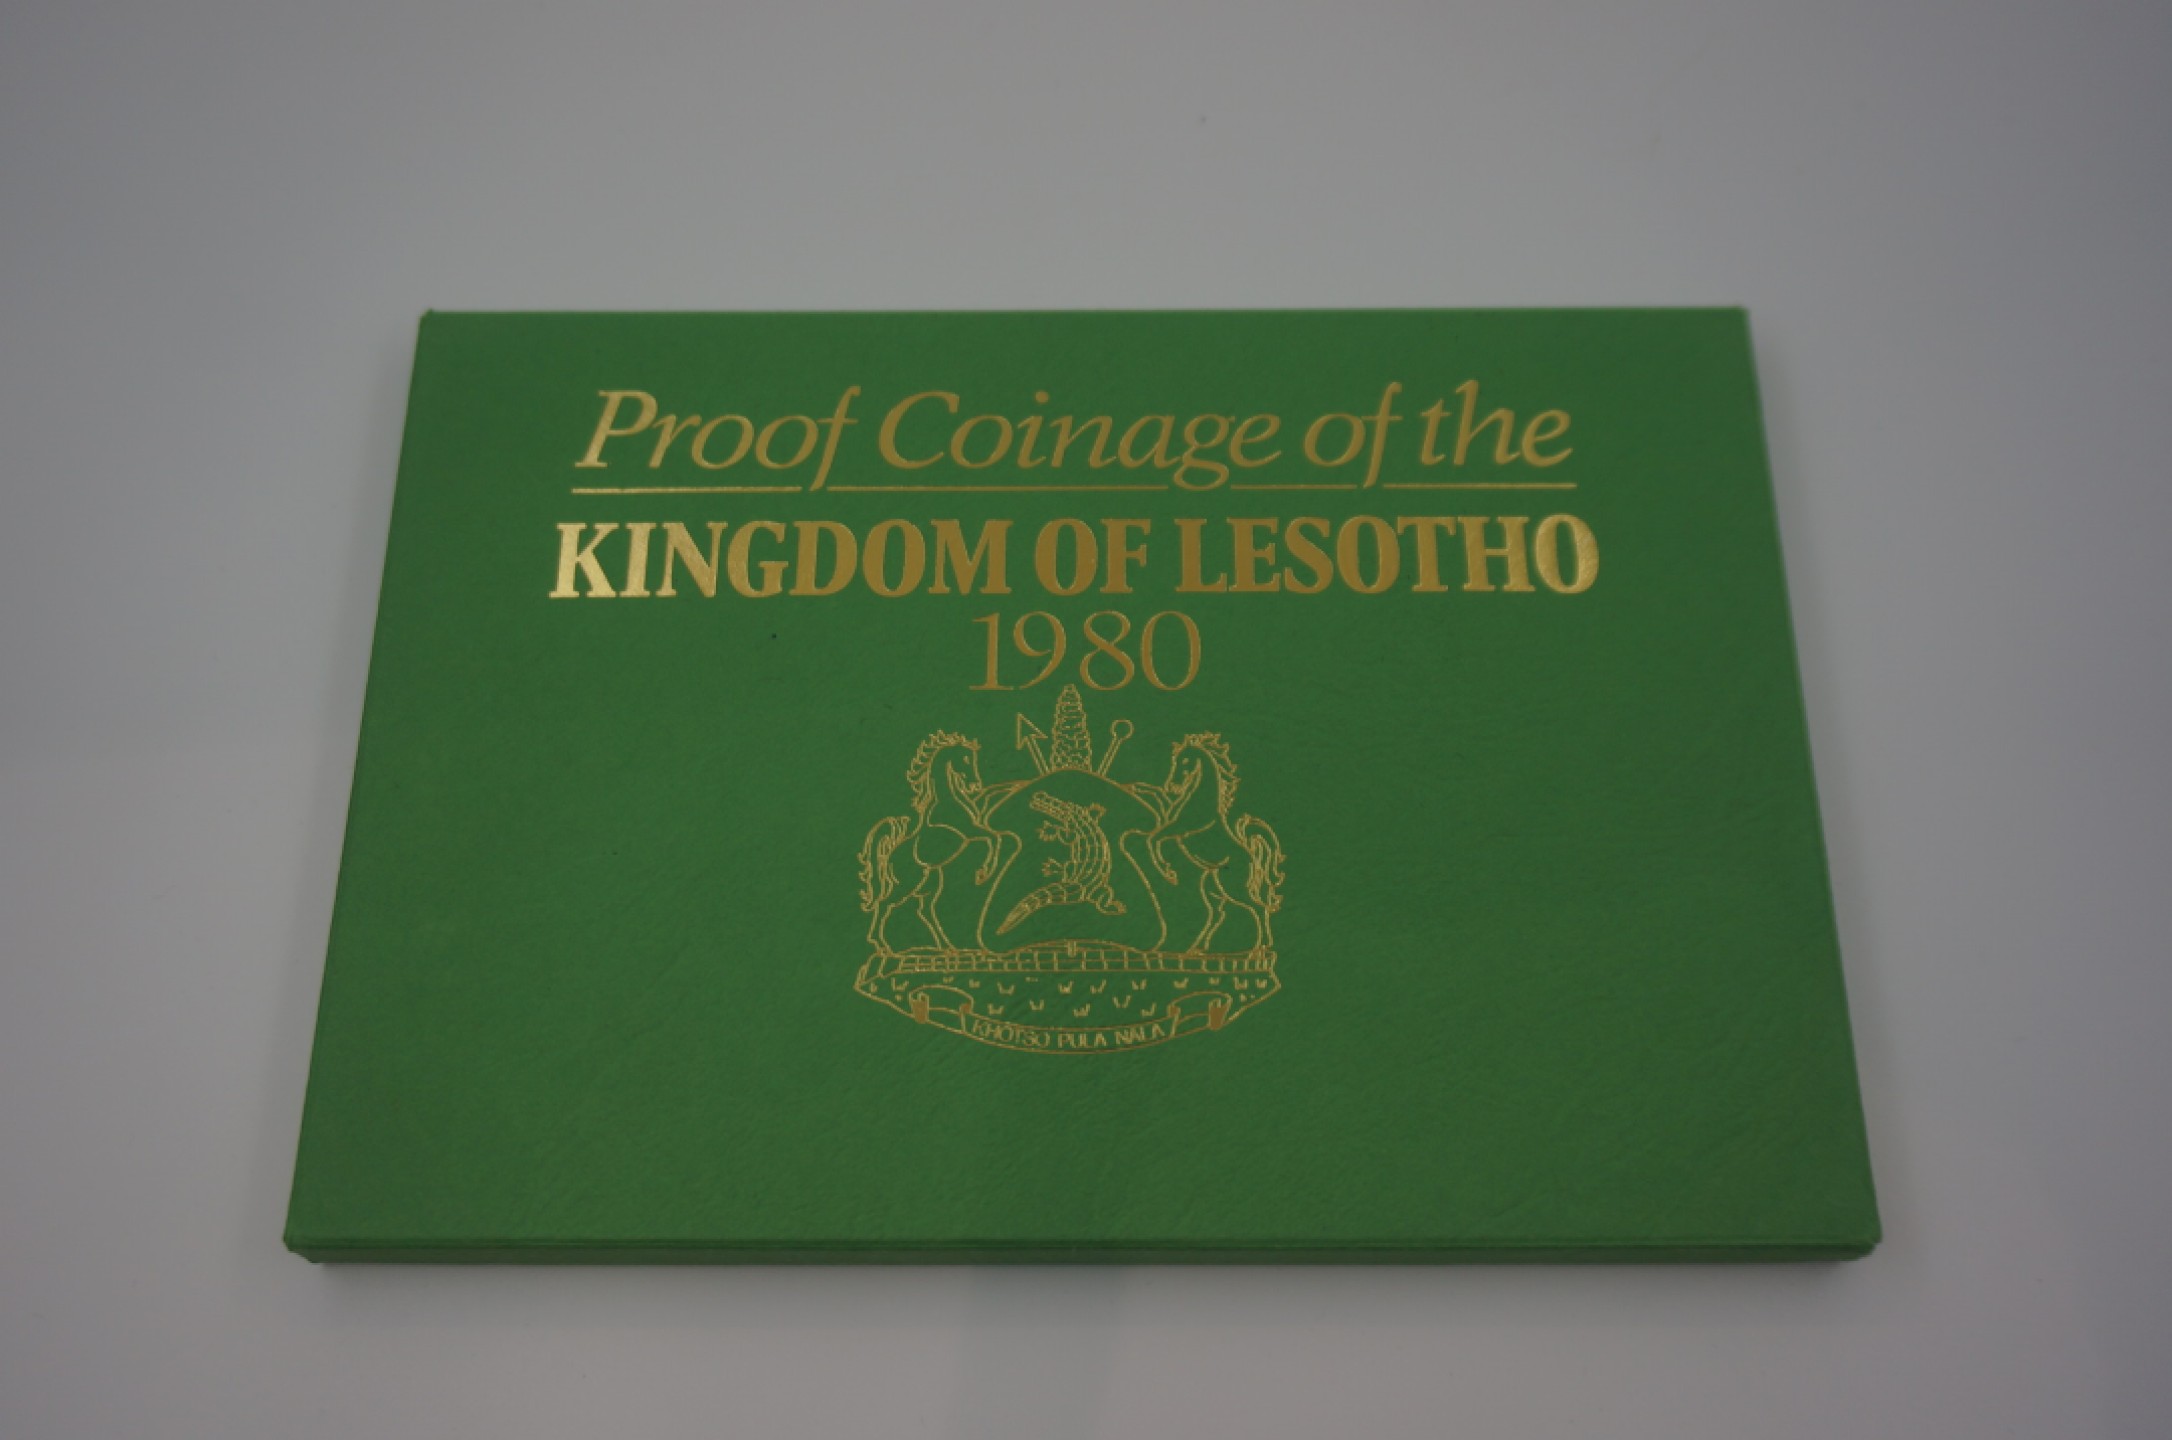 Proof Coinage of the
KINGDOM OF LESOTHO
1980
KHOTSO PULA NALA